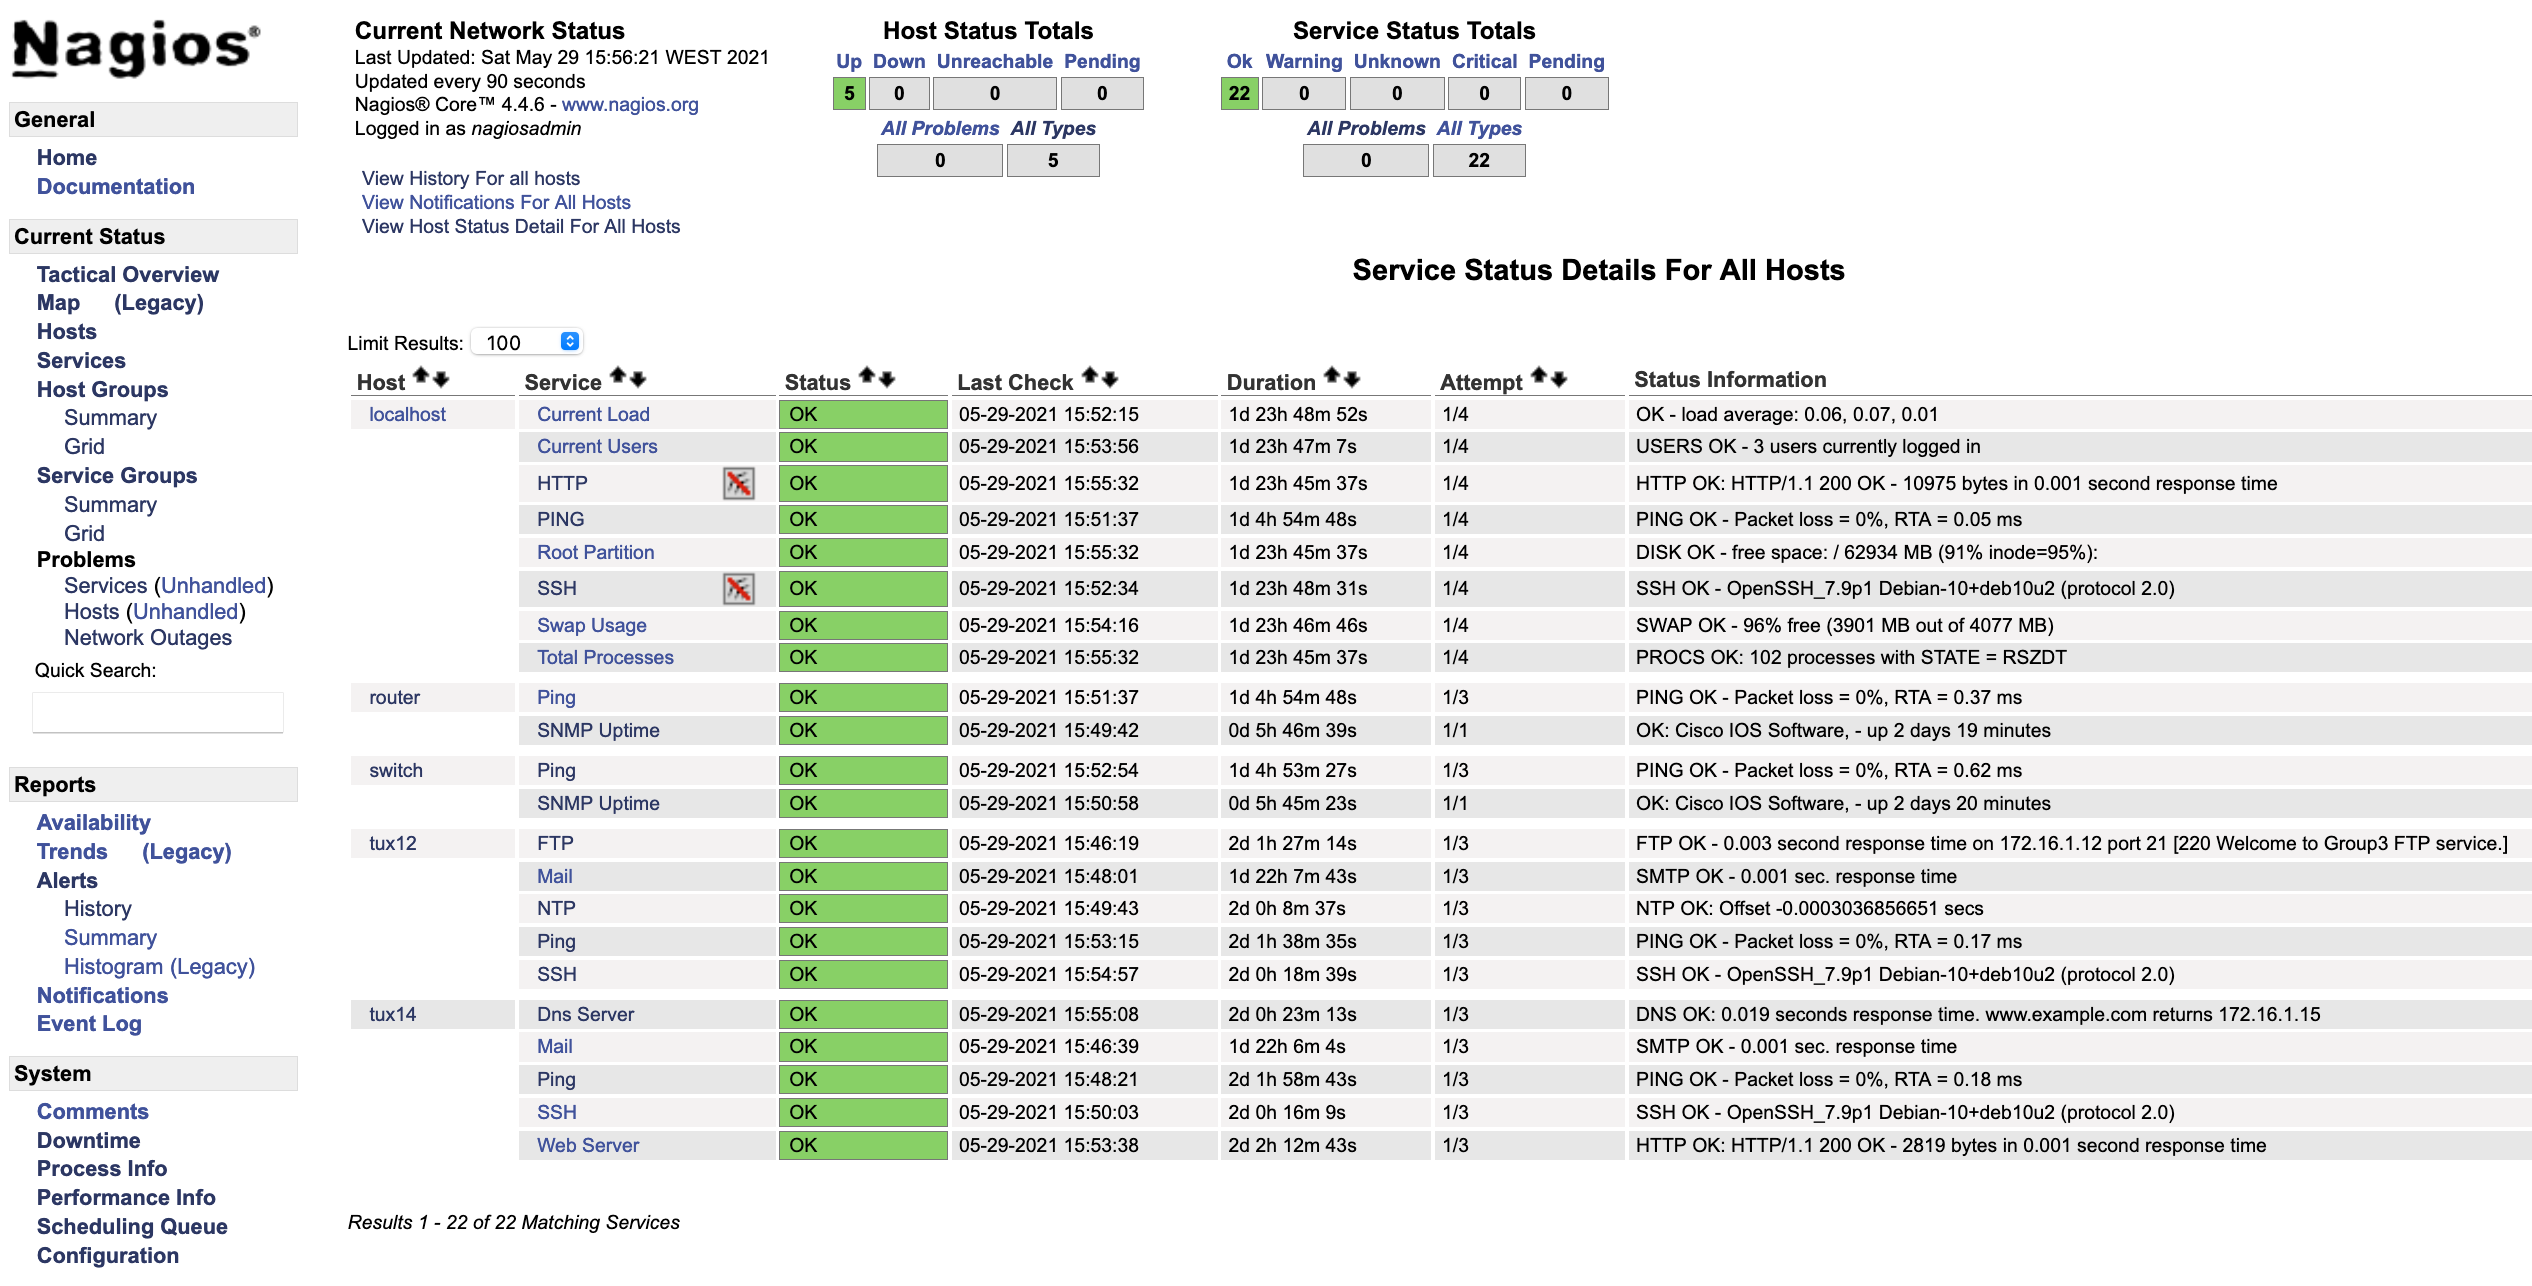 Nagios®
General
Home
Documentation
Current Status
Tactical Overview
Map (Legacy)
Hosts
Services
Host Groups
Summary
Grid
Service Groups
Summary
Grid
Problems
Services (Unhandled)
Hosts (Unhandled)
Network Outages
Quick Search:
Reports
Availability
Trends (Legacy)
Alerts
History
Summary
Histogram (Legacy)
Notifications
Event Log
System
Comments
Downtime
Process Info
Performance Info
Scheduling Queue
Configuration
Current Network Status
Last Updated: Sat May 29 15:56:21 WEST 2021
Updated every 90 seconds
Nagios® Core™ 4.4.6 - www.nagios.org
Logged in as nagiosadmin
View History For all hosts
View Notifications For All Hosts
View Host Status Detail For All Hosts
Host Status Totals
Up Down Unreachable Pending
5 0 0 0
All Problems All Types
0 5
Service Status Totals
Ok Warning Unknown Critical Pending
22 0 0 0 0
All Problems All Types
0 22
Service Status Details For All Hosts
Limit Results: 100
Host Service Status Last Check Duration Attempt Status Information
localhost Current Load OK 05-29-2021 15:52:15 1d 23h 48m 52s 1/4 OK - load average: 0.06, 0.07, 0.01
Current Users OK 05-29-2021 15:53:56 1d 23h 47m 7s 1/4 USERS OK - 3 users currently logged in
HTTP OK 05-29-2021 15:55:32 1d 23h 45m 37s 1/4 HTTP OK: HTTP/1.1 200 OK - 10975 bytes in 0.001 second response time
PING OK 05-29-2021 15:51:37 1d 4h 54m 48s 1/4 PING OK - Packet loss = 0%, RTA = 0.05 ms
Root Partition OK 05-29-2021 15:55:32 1d 23h 45m 37s 1/4 DISK OK - free space: / 62934 MB (91% inode=95%):
SSH OK 05-29-2021 15:52:34 1d 23h 48m 31s 1/4 SSH OK - OpenSSH_7.9p1 Debian-10+deb10u2 (protocol 2.0)
Swap Usage OK 05-29-2021 15:54:16 1d 23h 46m 46s 1/4 SWAP OK - 96% free (3901 MB out of 4077 MB)
Total Processes OK 05-29-2021 15:55:32 1d 23h 45m 37s 1/4 PROCS OK: 102 processes with STATE = RSZDT
router Ping OK 05-29-2021 15:51:37 1d 4h 54m 48s 1/3 PING OK - Packet loss = 0%, RTA = 0.37 ms
SNMP Uptime OK 05-29-2021 15:49:42 0d 5h 46m 39s 1/1 OK: Cisco IOS Software, - up 2 days 19 minutes
switch Ping OK 05-29-2021 15:52:54 1d 4h 53m 27s 1/3 PING OK - Packet loss = 0%, RTA = 0.62 ms
SNMP Uptime OK 05-29-2021 15:50:58 0d 5h 45m 23s 1/1 OK: Cisco IOS Software, - up 2 days 20 minutes
tux12 FTP OK 05-29-2021 15:46:19 2d 1h 27m 14s 1/3 FTP OK - 0.003 second response time on 172.16.1.12 port 21 [220 Welcome to Group3 FTP service.]
Mail OK 05-29-2021 15:48:01 1d 22h 7m 43s 1/3 SMTP OK - 0.001 sec. response time
NTP OK 05-29-2021 15:49:43 2d 0h 8m 37s 1/3 NTP OK: Offset -0.0003036856651 secs
Ping OK 05-29-2021 15:53:15 2d 1h 38m 35s 1/3 PING OK - Packet loss = 0%, RTA = 0.17 ms
SSH OK 05-29-2021 15:54:57 2d 0h 18m 39s 1/3 SSH OK - OpenSSH_7.9p1 Debian-10+deb10u2 (protocol 2.0)
tux14 Dns Server OK 05-29-2021 15:55:08 2d 0h 23m 13s 1/3 DNS OK: 0.019 seconds response time. www.example.com returns 172.16.1.15
Mail OK 05-29-2021 15:46:39 1d 22h 6m 4s 1/3 SMTP OK - 0.001 sec. response time
Ping OK 05-29-2021 15:48:21 2d 1h 58m 43s 1/3 PING OK - Packet loss = 0%, RTA = 0.18 ms
SSH OK 05-29-2021 15:50:03 2d 0h 16m 9s 1/3 SSH OK - OpenSSH_7.9p1 Debian-10+deb10u2 (protocol 2.0)
Web Server OK 05-29-2021 15:53:38 2d 2h 12m 43s 1/3 HTTP OK: HTTP/1.1 200 OK - 2819 bytes in 0.001 second response time
Results 1 - 22 of 22 Matching Services